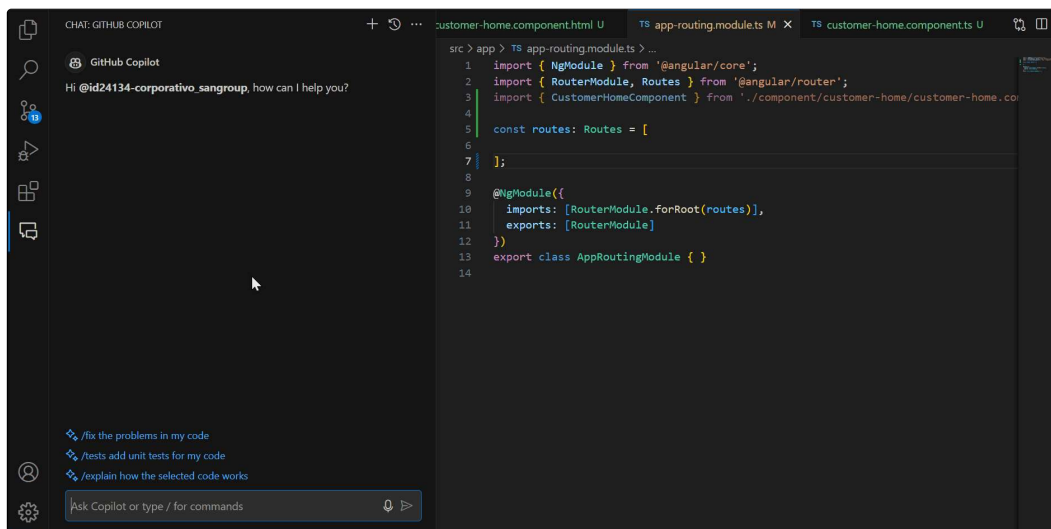 CHAT: GITHUB COPILOT
GitHub Copilot
Hi @id24134-corporativo_sangroup, how can I help you?
13
/fix the problems in my code
/tests add unit tests for my code
/explain how the selected code works
Ask Copilot or type / for commands
customer-home.component.html U
TS app-routing.module.ts M
TS customer-home.component.ts U
src > app > TS app-routing.module.ts > ...
1 import { NgModule } from '@angular/core';
2 import { RouterModule, Routes } from '@angular/router';
3 import { CustomerHomeComponent } from './component/customer-home/customer-home.co
4
5 const routes: Routes = [
6
7 ];
8
9 @NgModule({
10 imports: [RouterModule.forRoot(routes)],
11 exports: [RouterModule]
12 })
13 export class AppRoutingModule { }
14